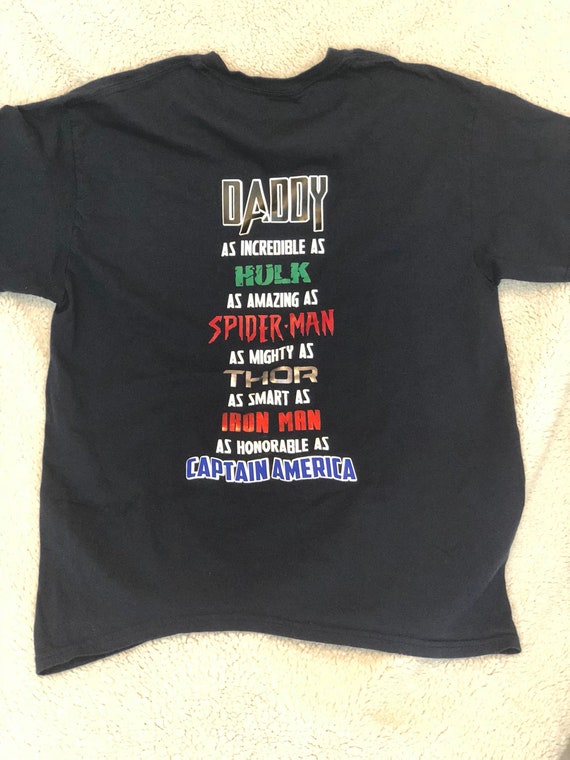 DADDY
AS INCREDIBLE AS
HULK
AS AMAZING AS
SPIDER-MAN
AS MIGHTY AS
THOR
AS SMART AS
IRON MAN
AS HONORABLE AS
CAPTAIN AMERICA